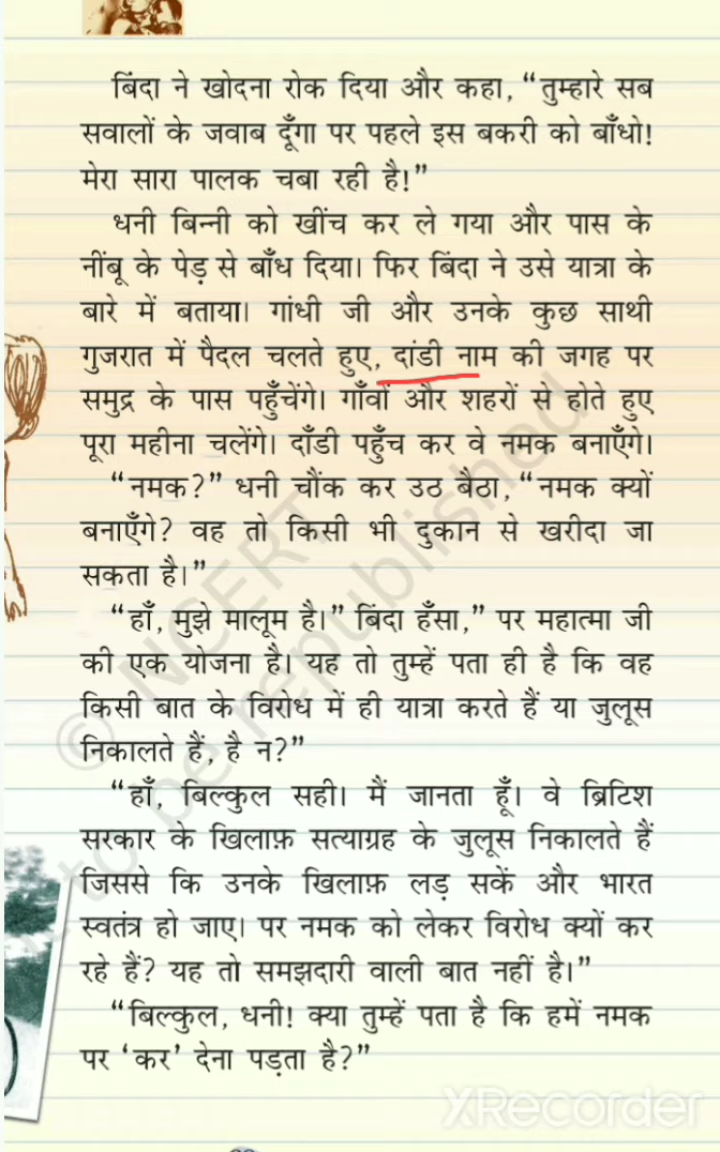 बिंदा ने खोदना रोक दिया और कहा, “तुम्हारे सब
सवालों के जवाब दूँगा पर पहले इस बकरी को बाँधो!
मेरा सारा पालक चबा रही है!”
धनी बिन्नी को खींच कर ले गया और पास के
नींबू के पेड़ से बाँध दिया। फिर बिंदा ने उसे यात्रा के
बारे में बताया। गांधी जी और उनके कुछ साथी
गुजरात में पैदल चलते हुए, दांडी नाम की जगह पर
समुद्र के पास पहुँचेंगे। गाँवों और शहरों से होते हुए
पूरा महीना चलेंगे। दाँडी पहुँच कर वे नमक बनाएँगे।
“नमक?” धनी चौंक कर उठ बैठा, “नमक क्यों
बनाएँगे? वह तो किसी भी दुकान से खरीदा जा
सकता है।”
“हाँ, मुझे मालूम है।” बिंदा हँसा,” पर महात्मा जी
की एक योजना है। यह तो तुम्हें पता ही है कि वह
किसी बात के विरोध में ही यात्रा करते हैं या जुलूस
निकालते हैं, है न?”
“हाँ, बिल्कुल सही। मैं जानता हूँ। वे ब्रिटिश
सरकार के खिलाफ़ सत्याग्रह के जुलूस निकालते हैं
जिससे कि उनके खिलाफ़ लड़ सकें और भारत
स्वतंत्र हो जाए। पर नमक को लेकर विरोध क्यों कर
रहे हैं? यह तो समझदारी वाली बात नहीं है।”
“बिल्कुल, धनी! क्या तुम्हें पता है कि हमें नमक
पर ‘कर’ देना पड़ता है?”
© NCERT
to be republished
XRecorder